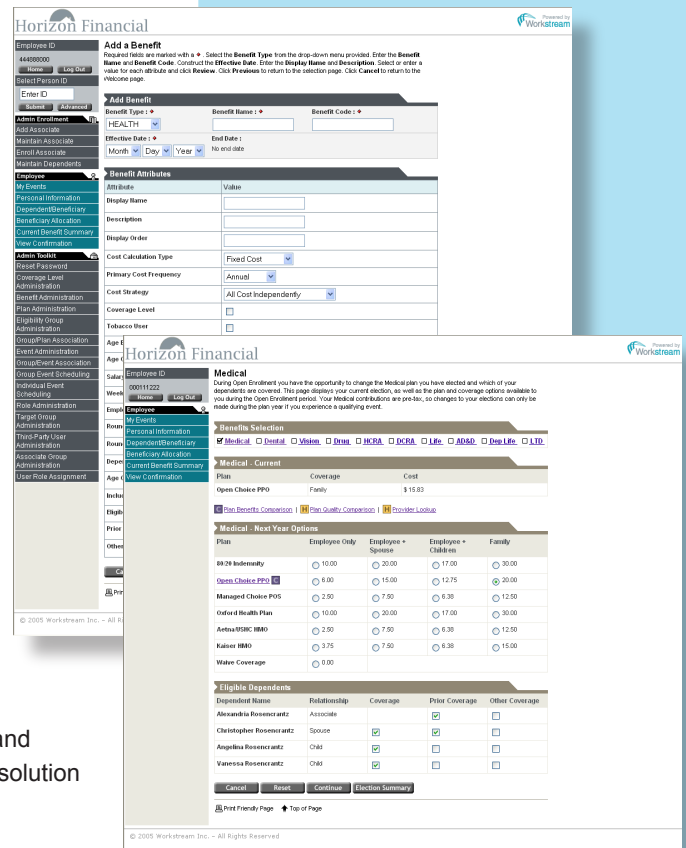 Horizon Financial
Powered by
Workstream
Employee ID
444888000
Home Log Out
Select Person ID
Enter ID
Submit Advanced
Admin Enrollment
Add Associate
Maintain Associate
Enroll Associate
Maintain Dependents
Employee
My Events
Personal Information
Dependent/Beneficiary
Beneficiary Allocation
Current Benefit Summary
View Confirmation
Admin Toolkit
Reset Password
Coverage Level
Administration
Benefit Administration
Plan Administration
Eligibility Group
Administration
Group/Plan Association
Event Administration
Group/Event Association
Group Event Scheduling
Individual Event
Scheduling
Role Administration
Target Group
Administration
Third-Party User
Administration
Associate Group
Administration
User Role Assignment
Add a Benefit
Required fields are marked with a ♦ . Select the Benefit Type from the drop-down menu provided. Enter the Benefit
Name and Benefit Code. Construct the Effective Date. Enter the Display Name and Description. Select or enter a
value for each attribute and click Review. Click Previous to return to the selection page. Click Cancel to return to the
Welcome page.
Add Benefit
Benefit Type : ♦ Benefit Name : ♦ Benefit Code : ♦
HEALTH
Effective Date : ♦ End Date :
Month Day Year No end date
Benefit Attributes
Attribute Value
Display Name
Description
Display Order
Cost Calculation Type Fixed Cost
Primary Cost Frequency Annual
Cost Strategy All Cost Independently
Coverage Level
Tobacco User
Age
Age
Salary
Week
Empl
Roun
Roun
Depe
Age
Inclu
Eligib
Prior
Other
Ca
Prin
© 2005 Workstream Inc. – All R
Horizon Financial
Powered by
Workstream
Employee ID
000111222
Home Log Out
Employee
My Events
Personal Information
Dependent/Beneficiary
Beneficiary Allocation
Current Benefit Summary
View Confirmation
Medical
During Open Enrollment you have the opportunity to change the Medical plan you have elected and which of your
dependents are covered. This page displays your current election, as well as the plan and coverage options available to
you during the Open Enrollment period. Your Medical contributions are pre-tax, so changes to your elections can only be
made during the plan year if you experience a qualifying event.
Benefits Selection
Medical Dental Vision Drug HCRA DCRA Life AD&D Dep Life LTD
Medical - Current
Plan Coverage Cost
Open Choice PPO Family $ 15.83
C Plan Benefits Comparison | H Plan Quality Comparison | H Provider Lookup
Medical - Next Year Options
Plan Employee Only Employee + Spouse Employee + Children Family
80/20 Indemnity 10.00 20.00 17.00 30.00
Open Choice PPO C 6.00 15.00 12.75 20.00
Managed Choice POS 2.50 7.50 6.38 12.50
Oxford Health Plan 10.00 20.00 17.00 30.00
Aetna/USHC HMO 2.50 7.50 6.38 12.50
Kaiser HMO 3.75 7.50 6.38 15.00
Waive Coverage 0.00
Eligible Dependents
Dependent Name Relationship Coverage Prior Coverage Other Coverage
Alexandria Rosencrantz Associate
Christopher Rosencrantz Spouse
Angelina Rosencrantz Child
Vanessa Rosencrantz Child
Cancel Reset Continue Election Summary
Print Friendly Page Top of Page
© 2005 Workstream Inc. – All Rights Reserved
and
solution